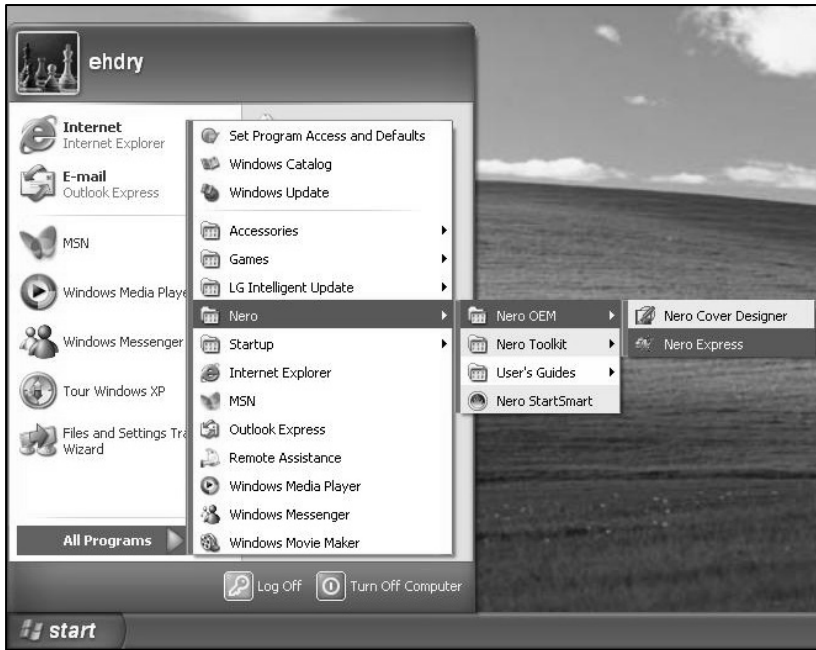 ehdry
Internet
Internet Explorer
E-mail
Outlook Express
MSN
Windows Media Playe
Windows Messenger
Tour Windows XP
Files and Settings Tra
Wizard
All Programs
Set Program Access and Defaults
Windows Catalog
Windows Update
Accessories
Games
LG Intelligent Update
Nero
Startup
Internet Explorer
MSN
Outlook Express
Remote Assistance
Windows Media Player
Windows Messenger
Windows Movie Maker
Nero OEM
Nero Toolkit
User's Guides
Nero StartSmart
Nero Cover Designer
Nero Express
Log Off
Turn Off Computer
start